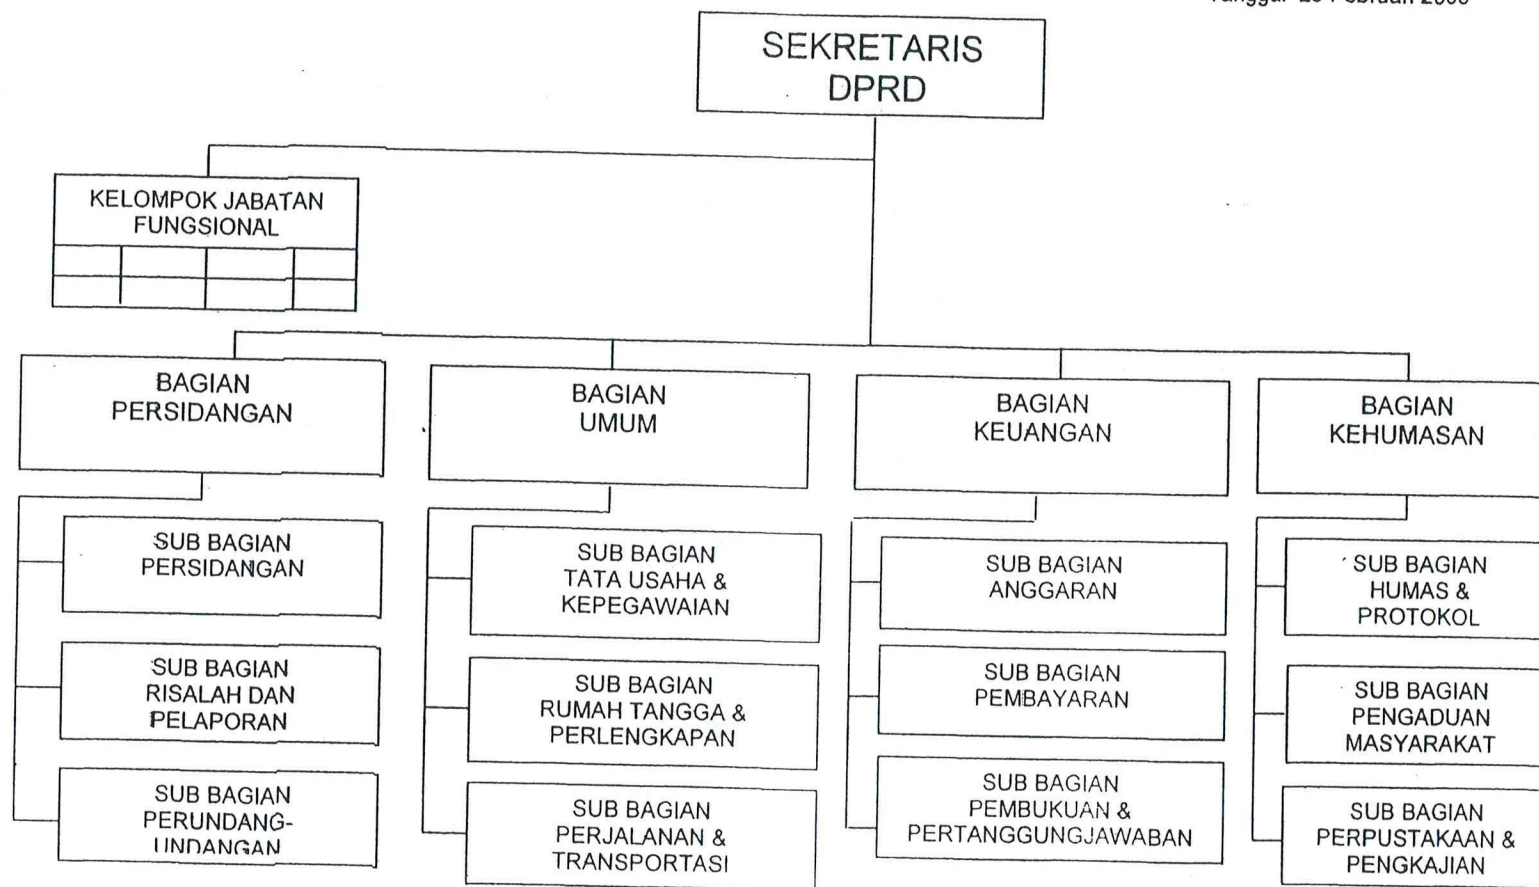 SEKRETARIS
DPRD
KELOMPOK JABATAN
FUNGSIONAL
BAGIAN
PERSIDANGAN
BAGIAN
UMUM
BAGIAN
KEUANGAN
BAGIAN
KEHUMASAN
SUB BAGIAN
PERSIDANGAN
SUB BAGIAN
RISALAH DAN
PELAPORAN
SUB BAGIAN
PERUNDANG-
UNDANGAN
SUB BAGIAN
TATA USAHA &
KEPEGAWAIAN
SUB BAGIAN
RUMAH TANGGA &
PERLENGKAPAN
SUB BAGIAN
PERJALANAN &
TRANSPORTASI
SUB BAGIAN
ANGGARAN
SUB BAGIAN
PEMBAYARAN
SUB BAGIAN
PEMBUKUAN &
PERTANGGUNGJAWABAN
SUB BAGIAN
HUMAS &
PROTOKOL
SUB BAGIAN
PENGADUAN
MASYARAKAT
SUB BAGIAN
PERPUSTAKAAN &
PENGKAJIAN